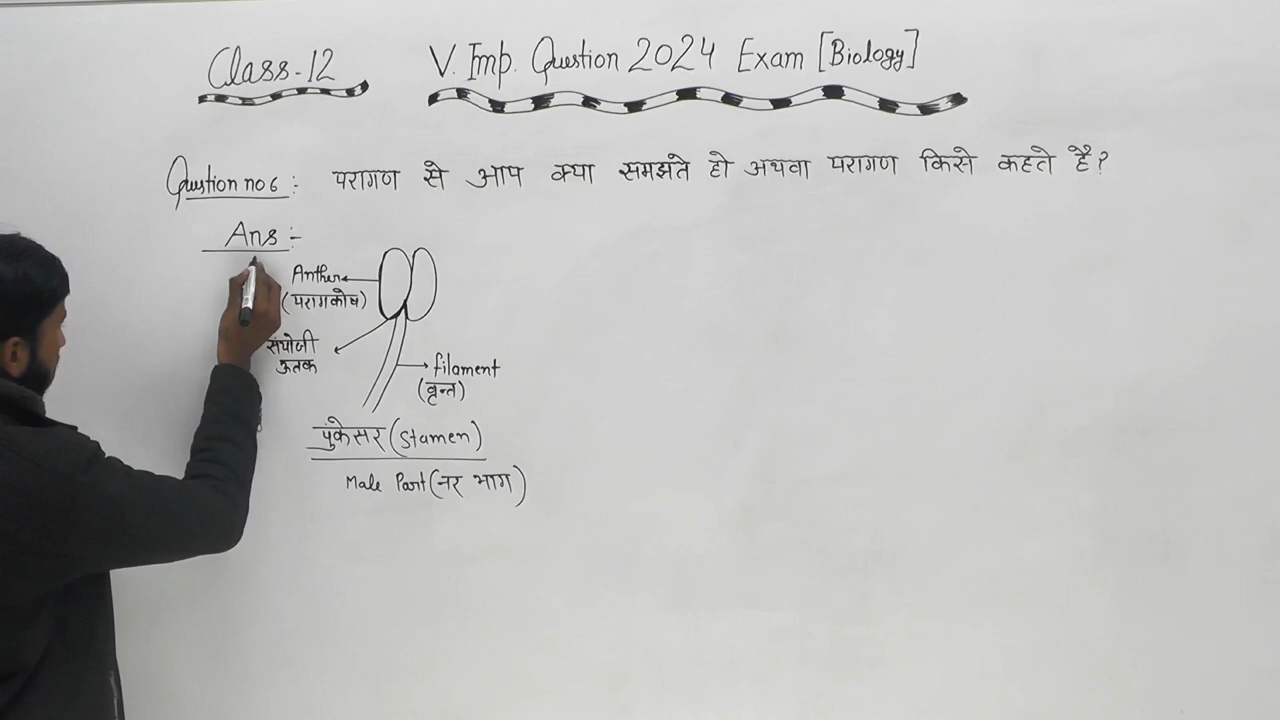 Class-12
V. Imp. Question 2024 Exam [Biology]
Question no 6: परागण से आप क्या समझते हो अथवा परागण किसे कहते है?
Ans:-
Anther
(परागकोष)
संयोजी
ऊतक
filament
(वृन्त)
पुंकेसर (Stamen)
Male Part (नर भाग)